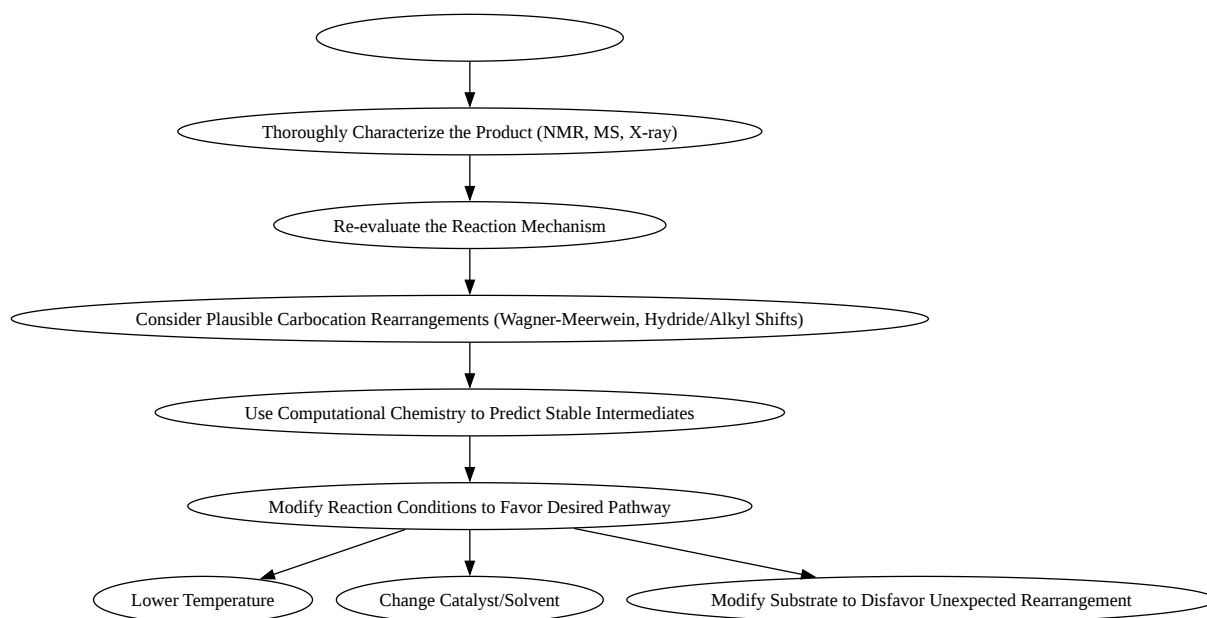 Thoroughly Characterize the Product (NMR, MS, X-ray)
Re-evaluate the Reaction Mechanism
Consider Plausible Carbocation Rearrangements (Wagner-Meerwein, Hydride/Alkyl Shifts)
Use Computational Chemistry to Predict Stable Intermediates
Modify Reaction Conditions to Favor Desired Pathway
Lower Temperature
Change Catalyst/Solvent
Modify Substrate to Disfavor Unexpected Rearrangement